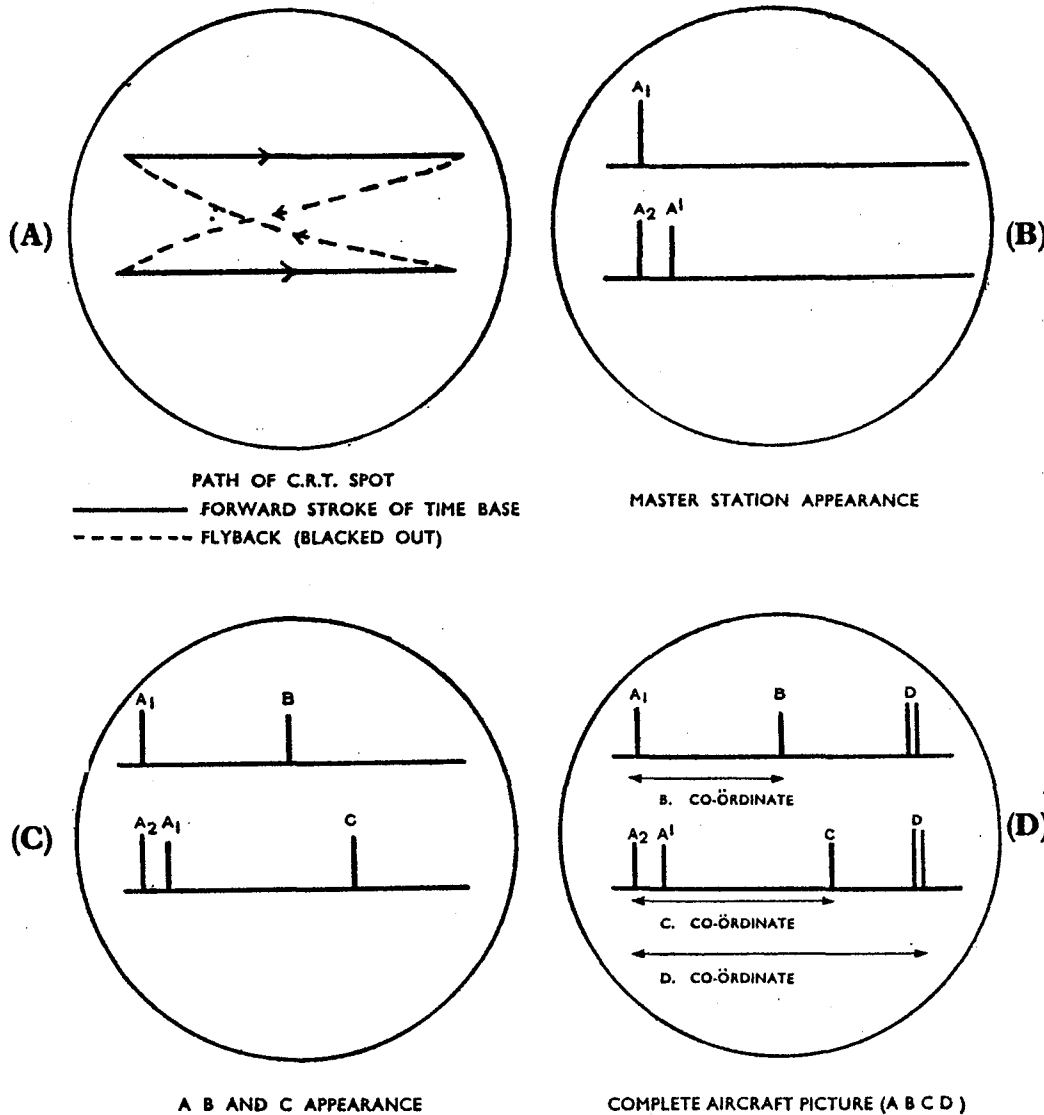 A1
A2 A1
(A)
(B)
PATH OF C.R.T. SPOT
FORWARD STROKE OF TIME BASE
FLYBACK (BLACKED OUT)
MASTER STATION APPEARANCE
A1 B
A2 A1 C
(C)
A1 B D
B. CO-ÖRDINATE
A2 A1 C D
(D)
C. CO-ÖRDINATE
D. CO-ÖRDINATE
A B AND C APPEARANCE
COMPLETE AIRCRAFT PICTURE (A B C D)